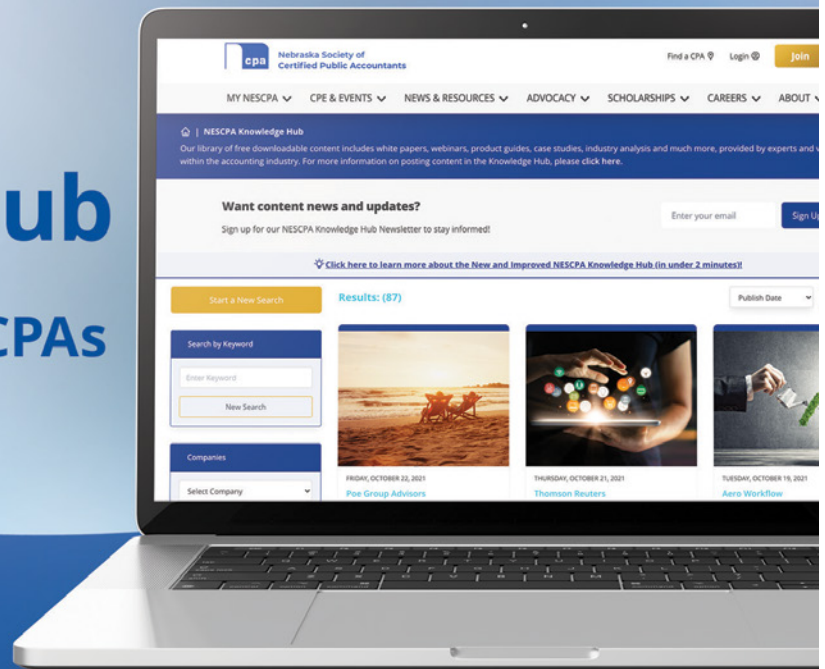 ub
CPAs
cpa
Nebraska Society of
Certified Public Accountants
Find a CPA
Login
Join
MY NESCPA
CPE & EVENTS
NEWS & RESOURCES
ADVOCACY
SCHOLARSHIPS
CAREERS
ABOUT
| NESCPA Knowledge Hub
Our library of free downloadable content includes white papers, webinars, product guides, case studies, industry analysis and much more, provided by experts and v
within the accounting industry. For more information on posting content in the Knowledge Hub, please click here.
Want content news and updates?
Sign up for our NESCPA Knowledge Hub Newsletter to stay informed!
Enter your email
Sign Up
Click here to learn more about the New and Improved NESCPA Knowledge Hub (in under 2 minutes)!
Start a New Search
Results: (87)
Publish Date
Search by Keyword
Enter Keyword
New Search
Companies
Select Company
FRIDAY, OCTOBER 22, 2021
Poe Group Advisors
THURSDAY, OCTOBER 21, 2021
Thomson Reuters
TUESDAY, OCTOBER 19, 2021
Aero Workflow